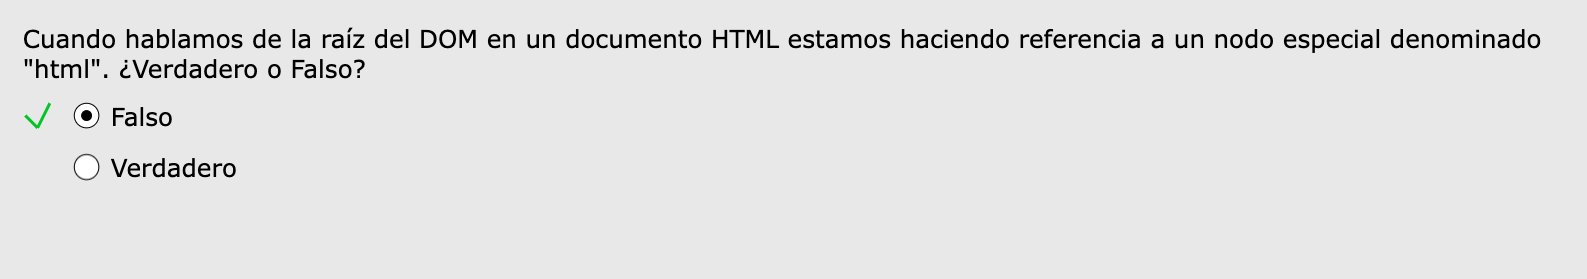 Cuando hablamos de la raíz del DOM en un documento HTML estamos haciendo referencia a un nodo especial denominado
"html". ¿Verdadero o Falso?
Falso
Verdadero